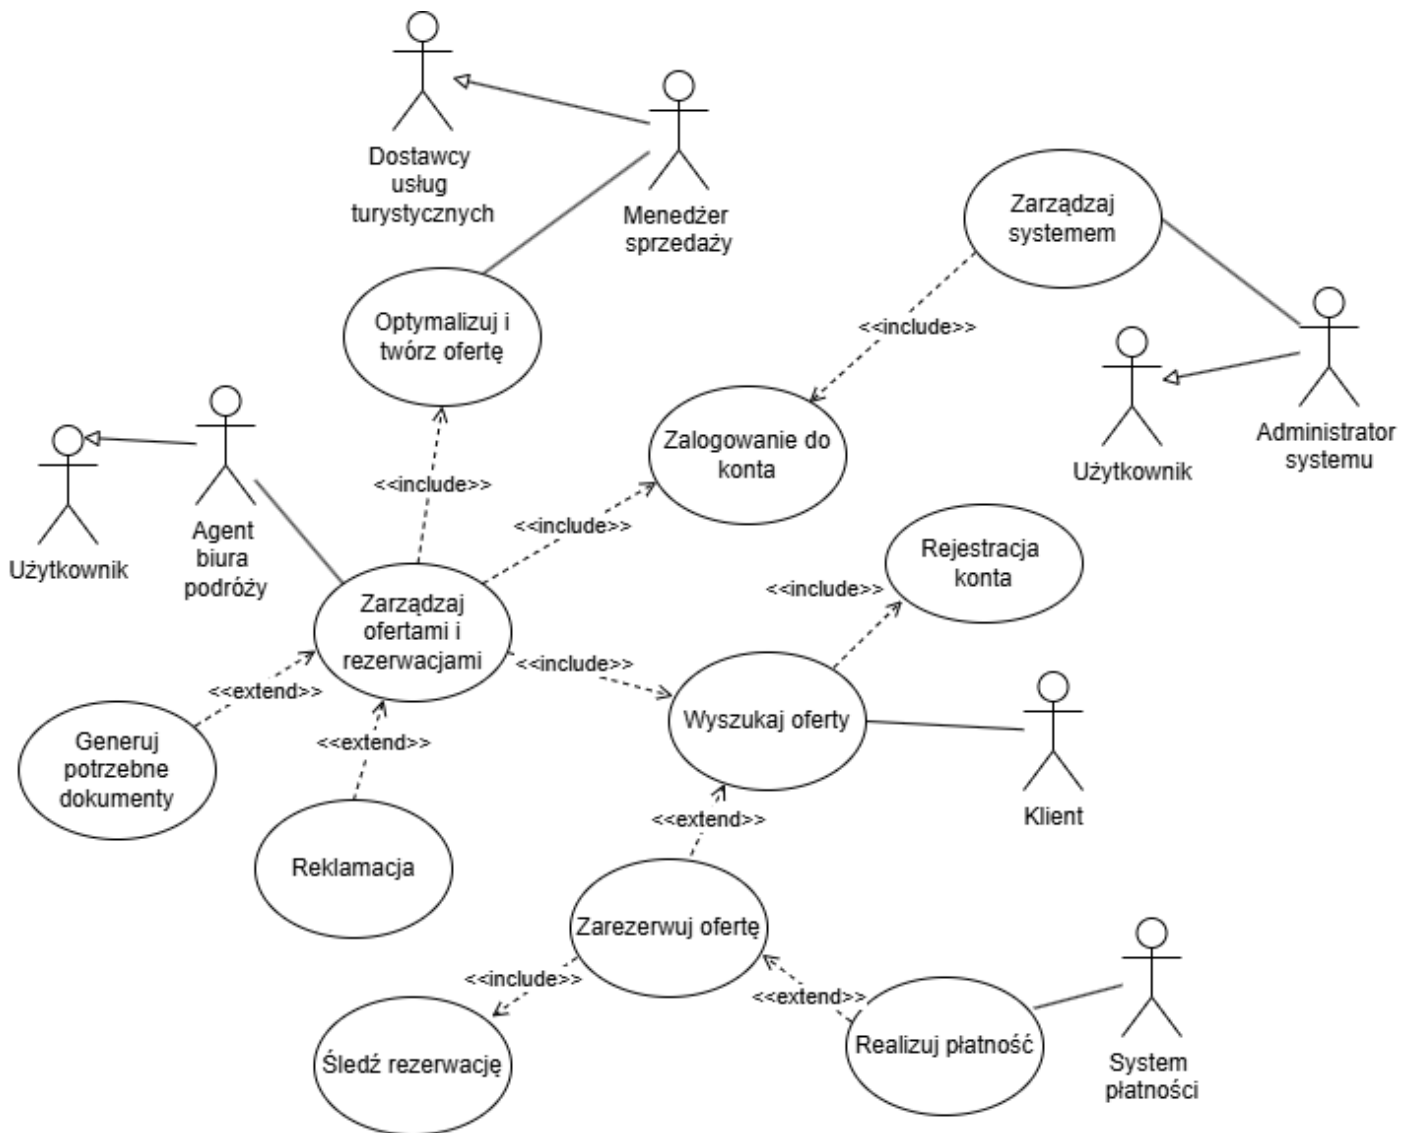 Dostawcy
usług
turystycznych
Menedżer
sprzedaży
Zarządzaj
systemem
Optymalizuj i
twórz ofertę
<<include>>
Administrator
systemu
Użytkownik
Zalogowanie do
konta
Użytkownik
Agent
biura
podróży
<<include>>
<<include>>
Rejestracja
konta
<<include>>
Zarządzaj
ofertami i
rezerwacjami
<<include>>
<<extend>>
Wyszukaj oferty
Generuj
potrzebne
dokumenty
<<extend>>
Klient
<<extend>>
Reklamacja
Zarezerwuj ofertę
<<include>>
<<extend>>
Śledź rezerwację
Realizuj płatność
System
płatności